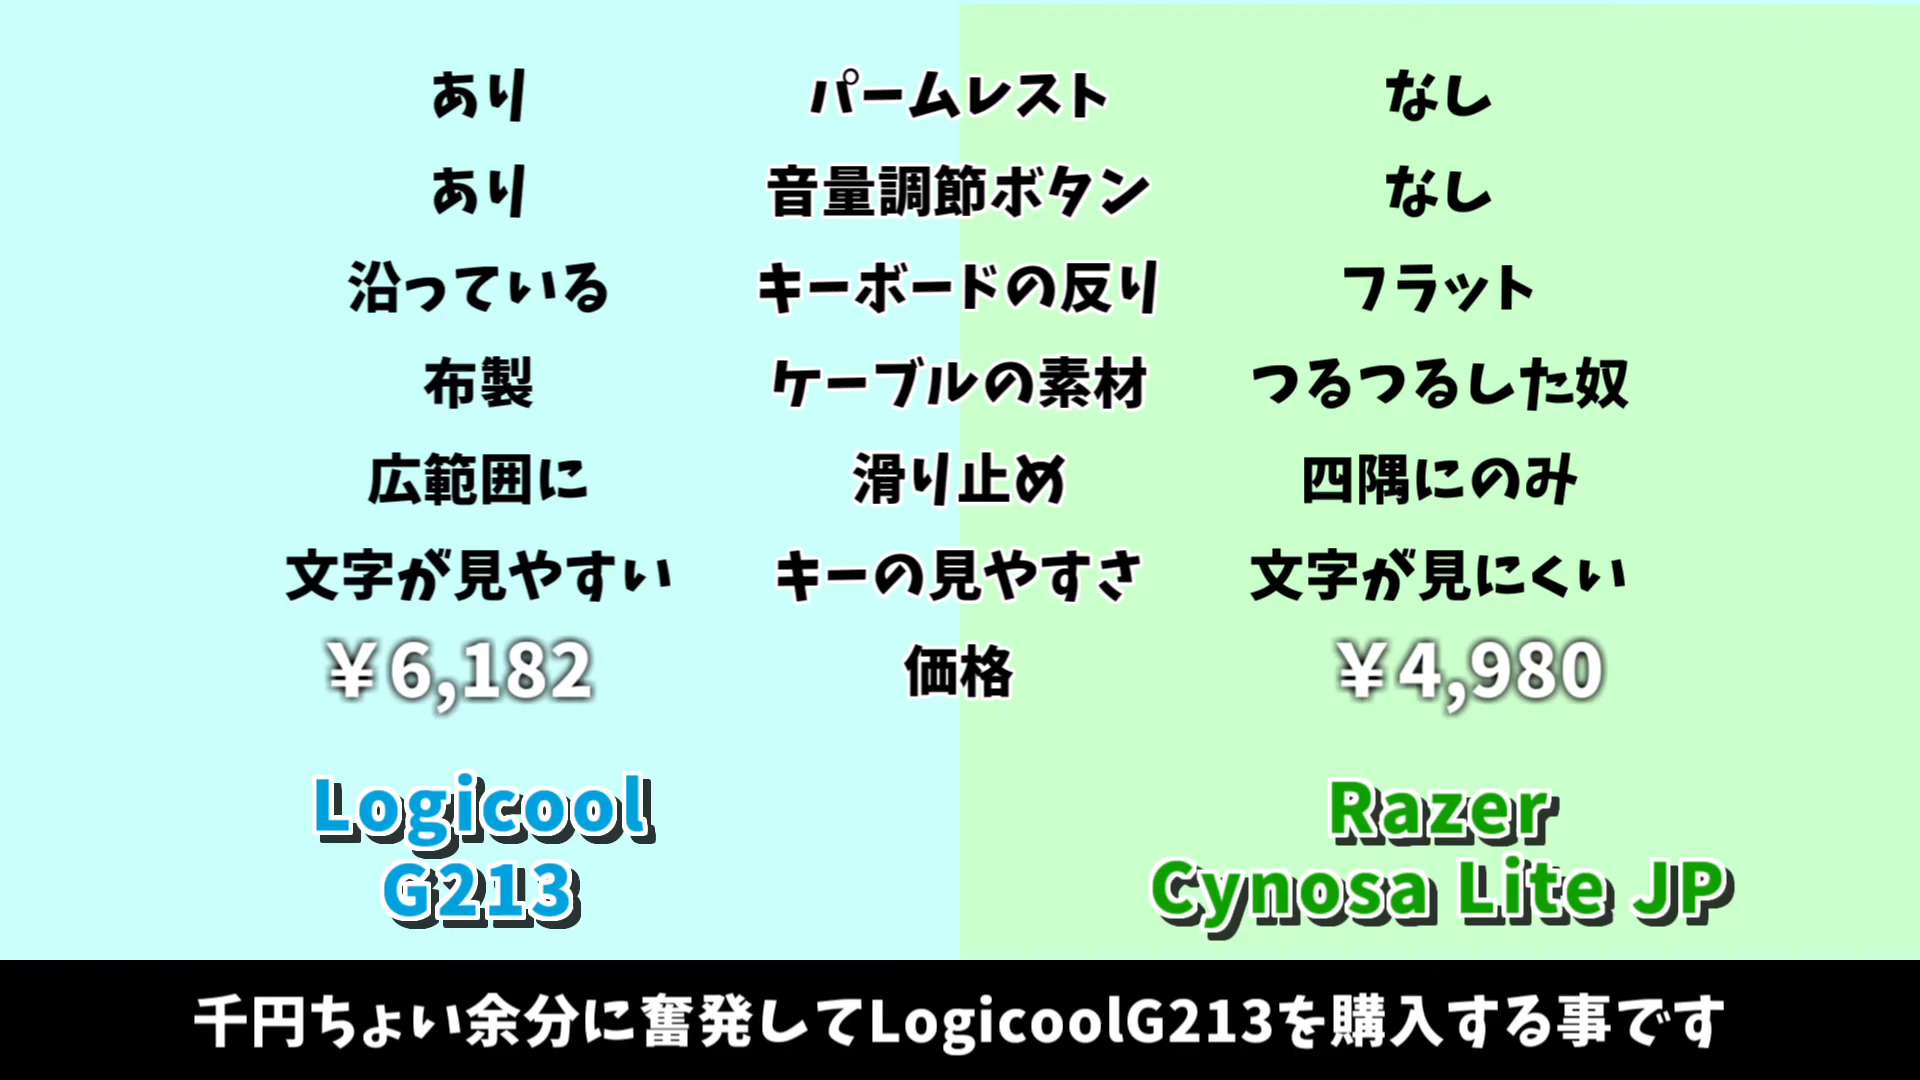 あり パームレスト なし
あり 音量調節ボタン なし
沿っている キーボードの反り フラット
布製 ケーブルの素材 つるつるした奴
広範囲に 滑り止め 四隅にのみ
文字が見やすい キーの見やすさ 文字が見にくい
￥6,182 価格 ￥4,980
Logicool
G213
Razer
Cynosa Lite JP
千円ちょい余分に奮発してLogicoolG213を購入する事です